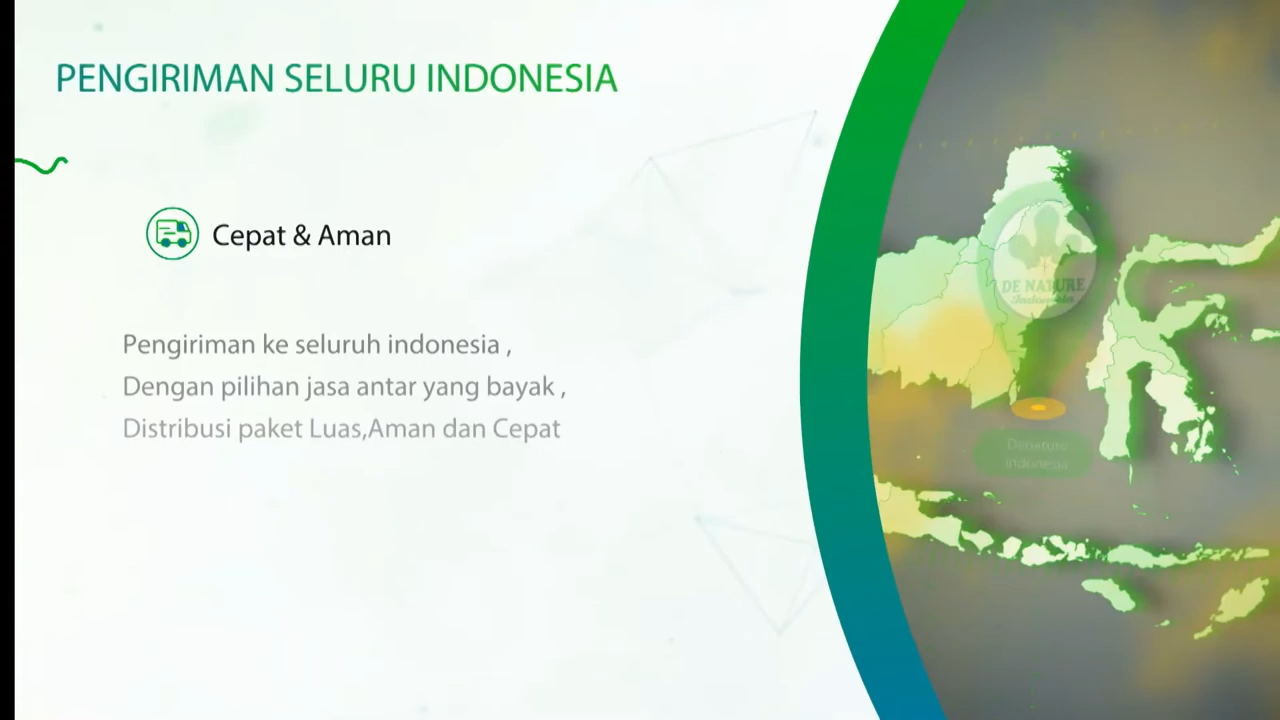 PENGIRIMAN SELURU INDONESIA
Cepat & Aman
Pengiriman ke seluruh indonesia ,
Dengan pilihan jasa antar yang bayak ,
Distribusi paket Luas,Aman dan Cepat
DE NATURE
Indonesia
Denature
Indonesia